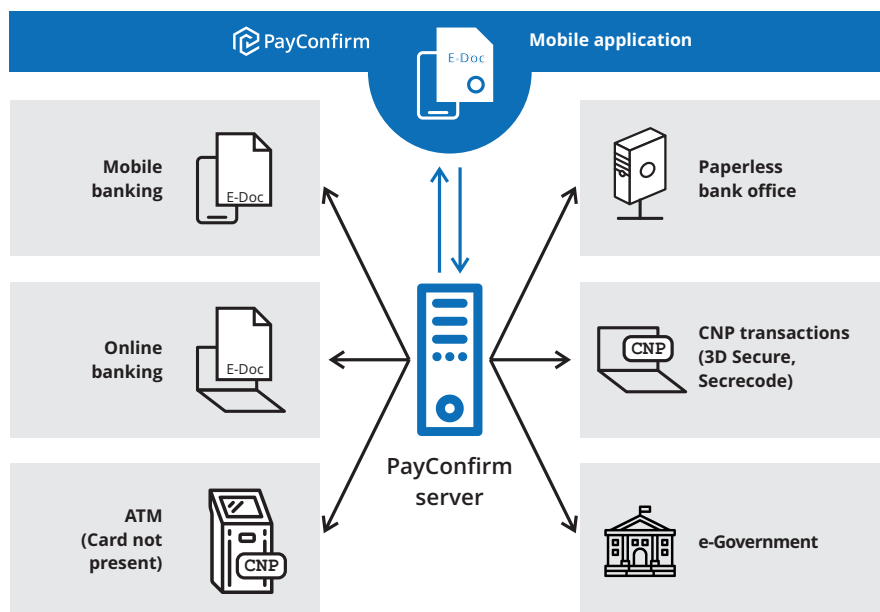 PayConfirm
E-Doc
Mobile application
Mobile
banking
E-Doc
Paperless
bank office
Online
banking
E-Doc
CNP
CNP transactions
(3D Secure,
Secrecode)
PayConfirm
server
ATM
(Card not
present)
CNP
e-Government